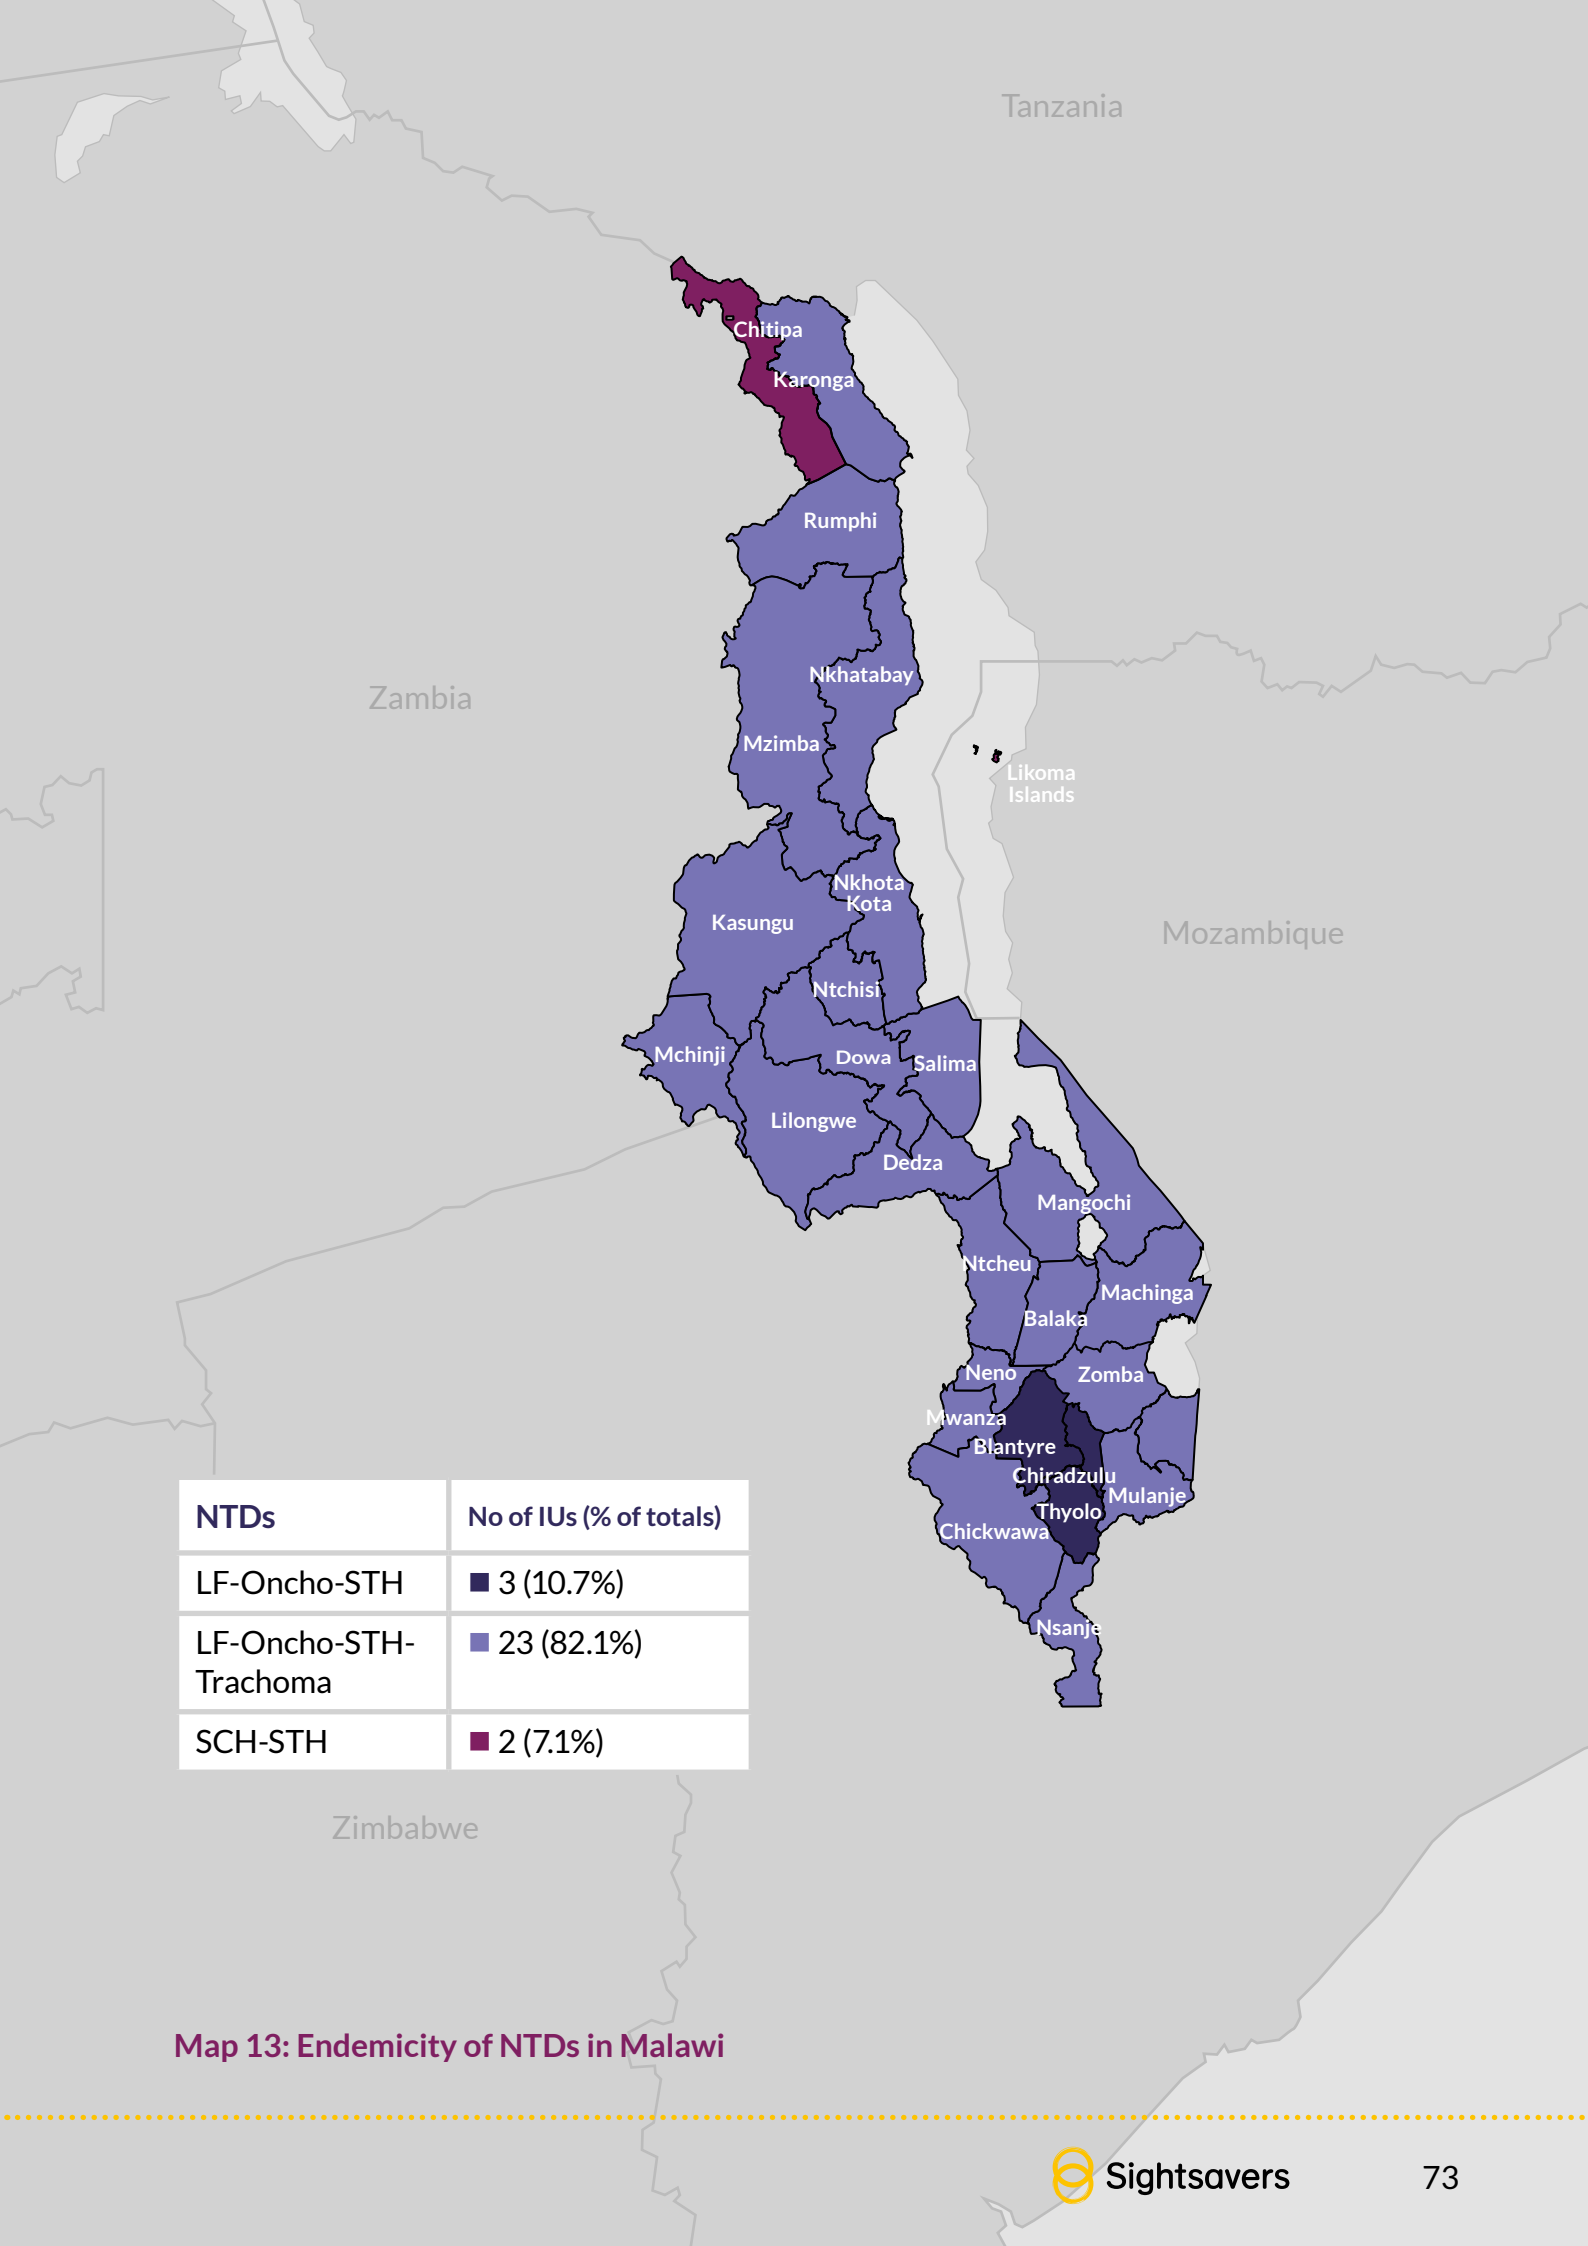 Tanzania
Chitipa
Karonga
Rumphi
Zambia
Nkhatabay
Mzimba
Likoma
Islands
Nkhota
Kota
Kasungu
Mozambique
Ntchisi
Mchinji
Dowa
Salima
Lilongwe
Dedza
Mangochi
Ntcheu
Machinga
Balaka
Neno
Zomba
Mwanza
Blantyre
Chiradzulu
Mulanje
Thyolo
Chickwawa
Nsanje
NTDs No of IUs (% of totals)
LF-Oncho-STH 3 (10.7%)
LF-Oncho-STH- 23 (82.1%)
Trachoma
SCH-STH 2 (7.1%)
Zimbabwe
Map 13: Endemicity of NTDs in Malawi
Sightsavers 73